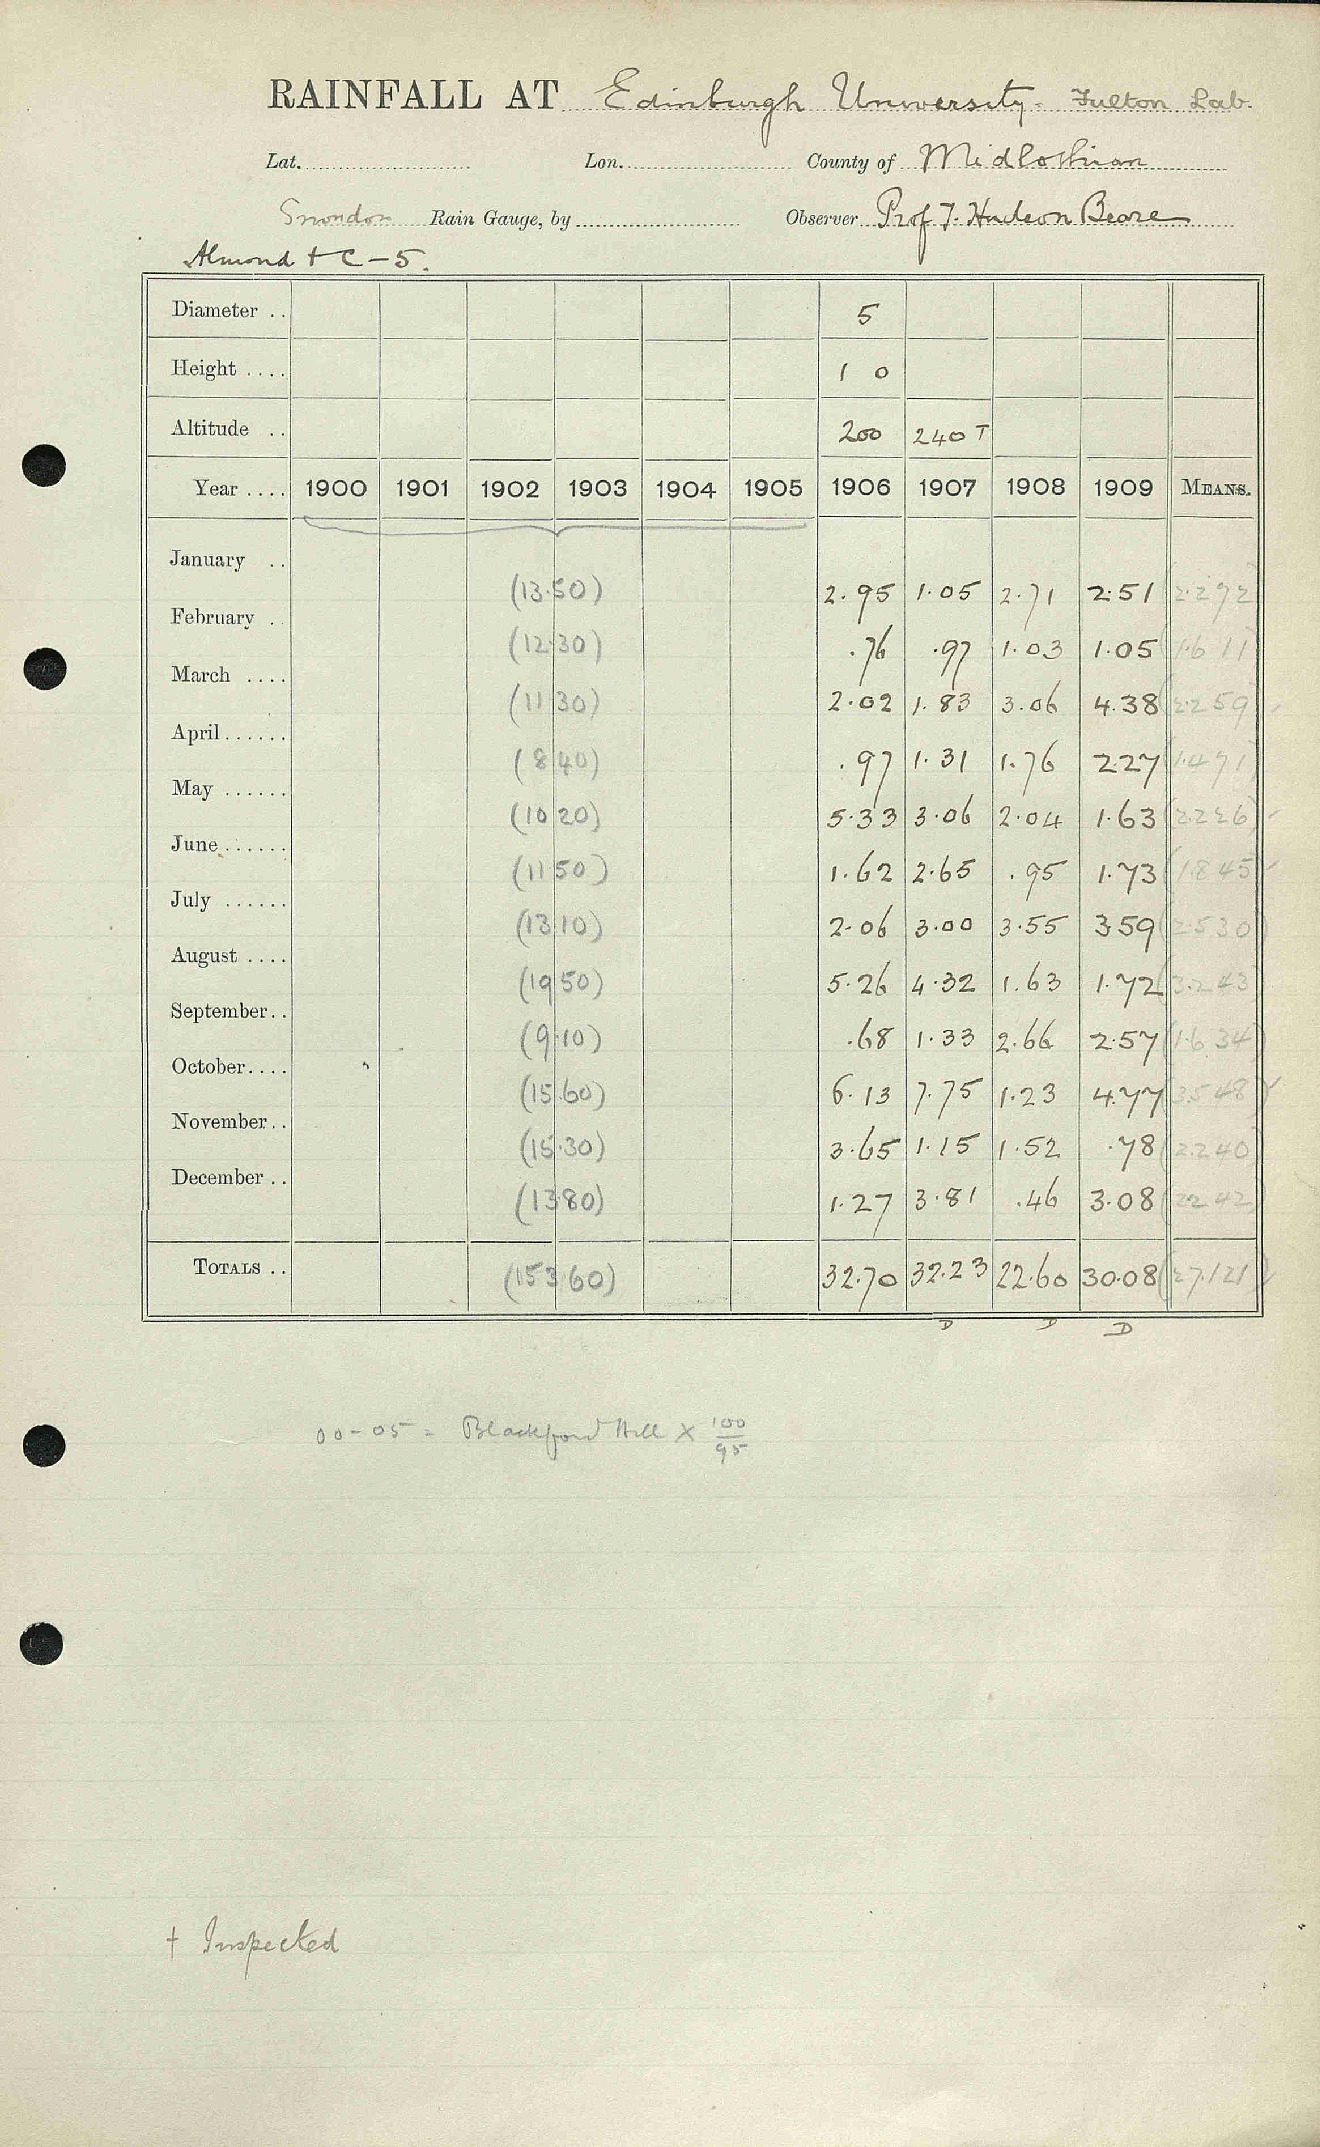 RAINFALL AT Edinburgh University. Fulton Lab.
Lat. Lon. County of Midlothian
Snowdon Rain Gauge, by Observer Prof T. Hudson Beare
Almond + C-5.
Diameter .. 5
Height .... 1 0
Altitude .. 200 240 T
Year .... 1900 1901 1902 1903 1904 1905 1906 1907 1908 1909 MEANS.
January .. (13.50) 2.95 1.05 2.71 2.51 (2.292)
February . (12.30) .76 .97 1.03 1.05 (1.611)
March .... (11.30) 2.02 1.83 3.06 4.38 (2.259)
April ...... (8.40) .97 1.31 1.76 2.27 (1.471)
May ...... (10.20) 5.33 3.06 2.04 1.63 (2.226)
June ...... (11.50) 1.62 2.65 .95 1.73 (1.845)
July ...... (13.10) 2.06 3.00 3.55 3.59 (2.530)
August .... (19.50) 5.26 4.32 1.63 1.72 (3.243)
September .. (9.10) .68 1.33 2.66 2.57 (1.634)
October .... (15.60) 6.13 7.75 1.23 4.77 (3.548)
November .. (15.30) 3.65 1.15 1.52 .78 (2.240)
December .. (13.80) 1.27 3.81 .46 3.08 (2.242)
TOTALS .. (153.60) 32.70 32.23 22.60 30.08 (27.121)
D D D
00-05 = Blackford Hill × 100/95
† Inspected